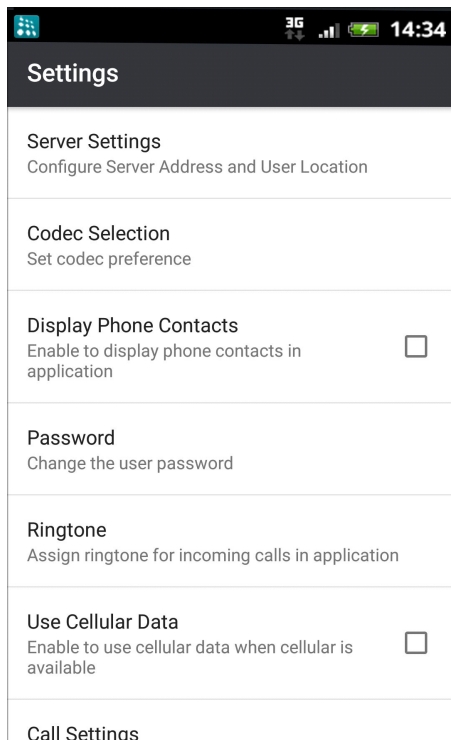 3G 14:34
Settings
Server Settings
Configure Server Address and User Location
Codec Selection
Set codec preference
Display Phone Contacts
Enable to display phone contacts in
application
Password
Change the user password
Ringtone
Assign ringtone for incoming calls in application
Use Cellular Data
Enable to use cellular data when cellular is
available
Call Settings